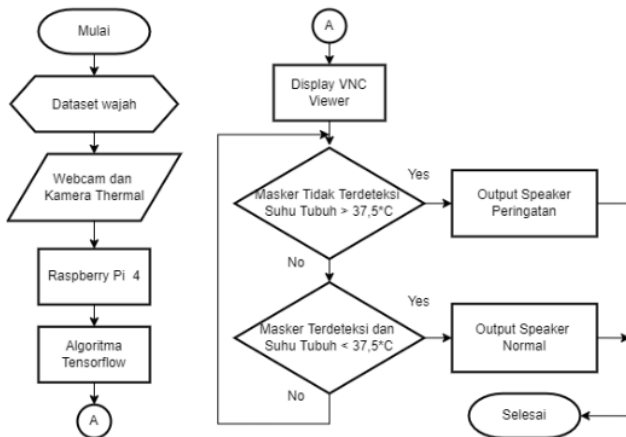 Mulai
Dataset wajah
Webcam dan
Kamera Thermal
Raspberry Pi 4
Algoritma
Tensorflow
A
A
Display VNC
Viewer
Masker Tidak Terdeteksi
Suhu Tubuh > 37,5*C
Yes
Output Speaker
Peringatan
No
Masker Terdeteksi dan
Suhu Tubuh < 37,5*C
Yes
Output Speaker
Normal
No
Selesai